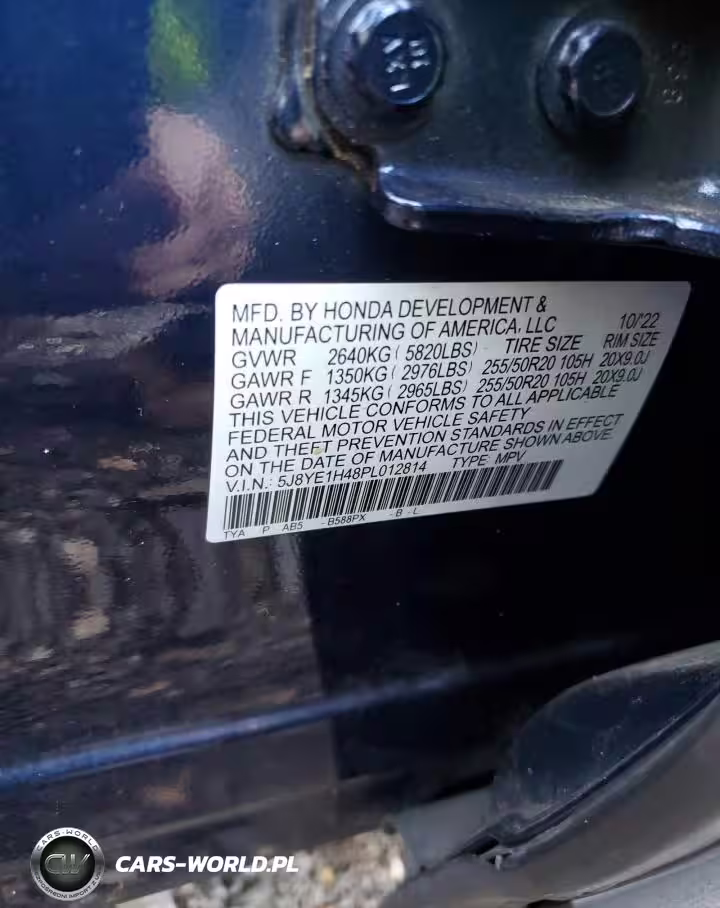 MFD. BY HONDA DEVELOPMENT &
MANUFACTURING OF AMERICA, LLC 10/'22
GVWR 2640KG ( 5820LBS) TIRE SIZE RIM SIZE
GAWR F 1350KG ( 2976LBS) 255/50R20 105H 20X9.0J
GAWR R 1345KG ( 2965LBS) 255/50R20 105H 20X9.0J
THIS VEHICLE CONFORMS TO ALL APPLICABLE
FEDERAL MOTOR VEHICLE SAFETY
AND THEFT PREVENTION STANDARDS IN EFFECT
ON THE DATE OF MANUFACTURE SHOWN ABOVE.
V.I.N.: 5J8YE1H48PL012814 TYPE: MPV
TYA P AB5 -B588PX -B -L
CARS-WORLD
CW
CARS-WORLD.PL